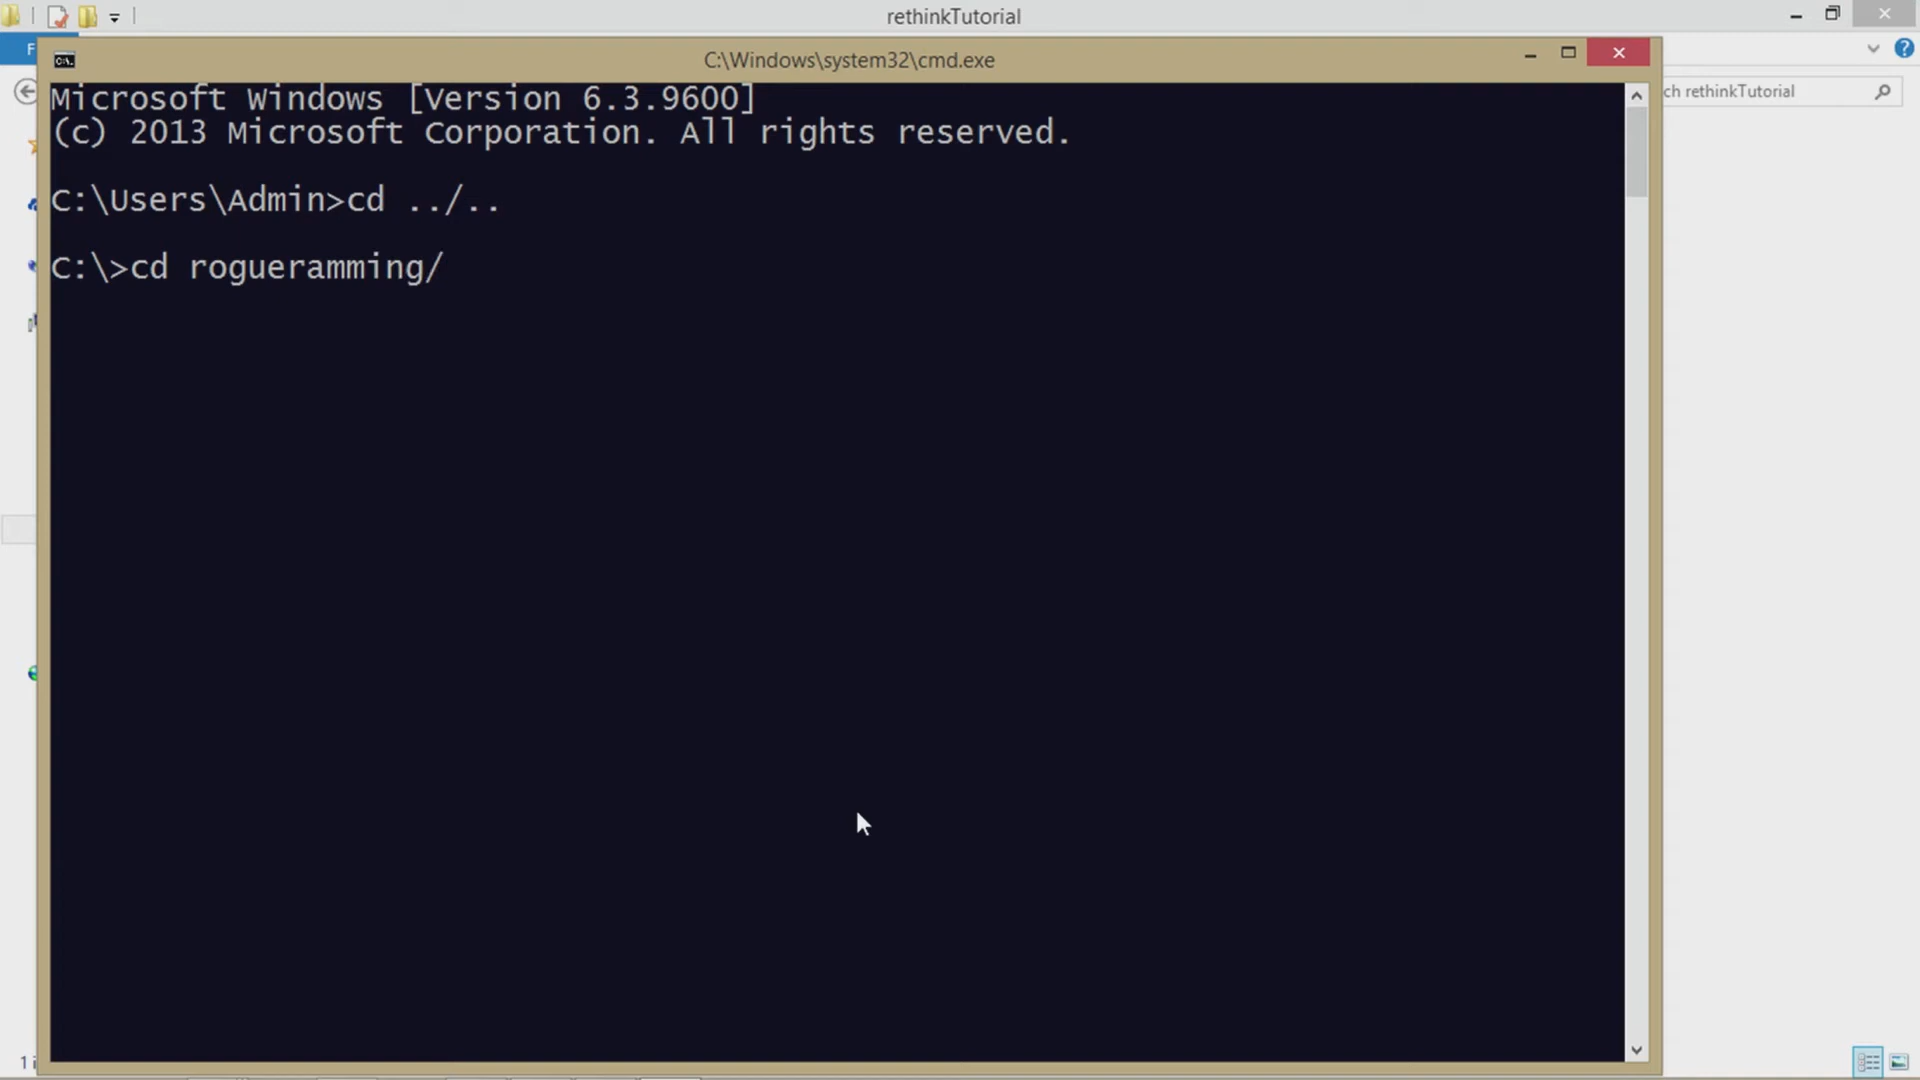 rethinkTutorial
F
C:\Windows\system32\cmd.exe
ch rethinkTutorial
Microsoft Windows [Version 6.3.9600]
(c) 2013 Microsoft Corporation. All rights reserved.
C:\Users\Admin>cd ../..
C:\>cd rogueramming/
1 i